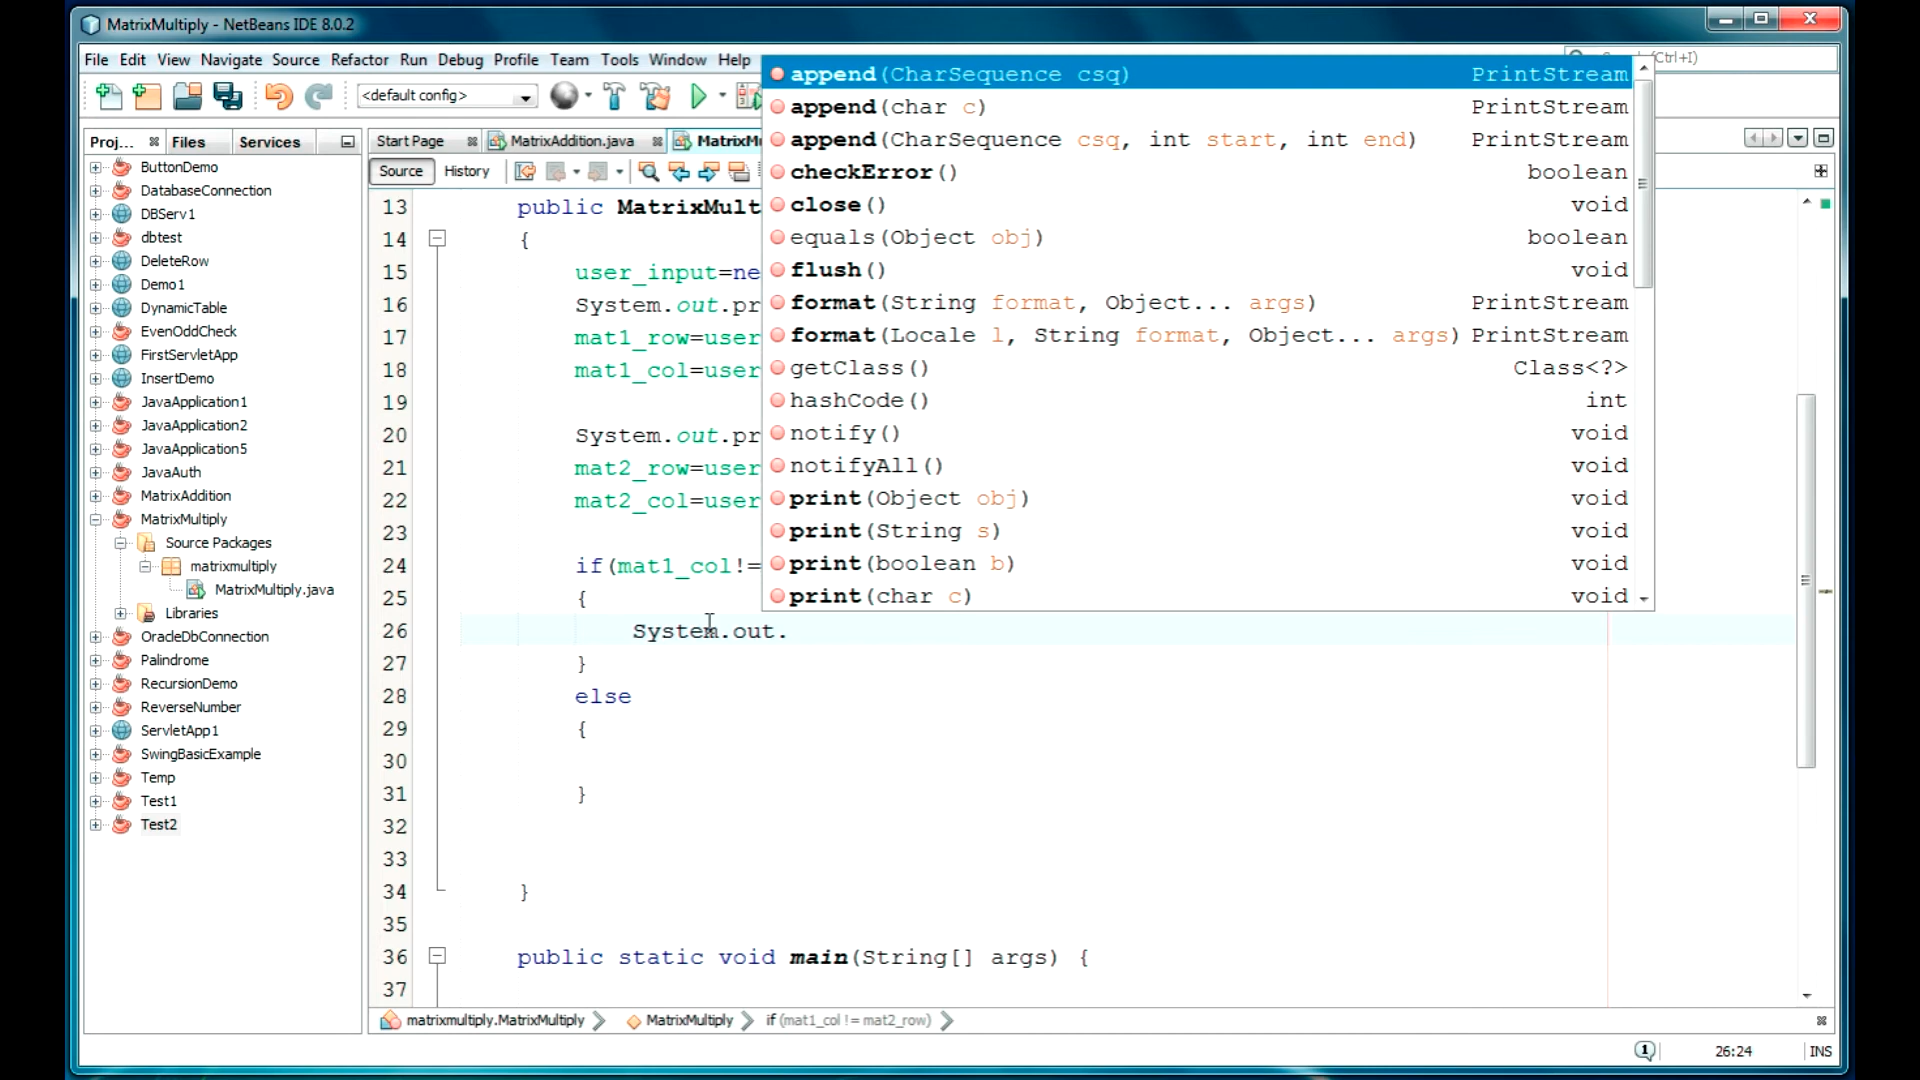 MatrixMultiply - NetBeans IDE 8.0.2
File Edit View Navigate Source Refactor Run Debug Profile Team Tools Window Help
(Ctrl+I)
<default config>
Proj... Files Services
Start Page MatrixAddition.java MatrixMu
Source History
ButtonDemo
DatabaseConnection
DBServ1
dbtest
DeleteRow
Demo1
DynamicTable
EvenOddCheck
FirstServletApp
InsertDemo
JavaApplication1
JavaApplication2
JavaApplication5
JavaAuth
MatrixAddition
MatrixMultiply
Source Packages
matrixmultiply
MatrixMultiply.java
Libraries
OracleDbConnection
Palindrome
RecursionDemo
ReverseNumber
ServletApp1
SwingBasicExample
Temp
Test1
Test2
13 public MatrixMult
14 {
15 user_input=ne
16 System.out.pr
17 mat1_row=user
18 mat1_col=user
19
20 System.out.pr
21 mat2_row=user
22 mat2_col=user
23
24 if(mat1_col!=
25 {
26 System.out.
27 }
28 else
29 {
30
31 }
32
33
34 }
35
36 public static void main(String[] args) {
37
append(CharSequence csq) PrintStream
append(char c) PrintStream
append(CharSequence csq, int start, int end) PrintStream
checkError() boolean
close() void
equals(Object obj) boolean
flush() void
format(String format, Object... args) PrintStream
format(Locale l, String format, Object... args) PrintStream
getClass() Class<?>
hashCode() int
notify() void
notifyAll() void
print(Object obj) void
print(String s) void
print(boolean b) void
print(char c) void
matrixmultiply.MatrixMultiply MatrixMultiply if (mat1_col != mat2_row)
1 26:24 INS